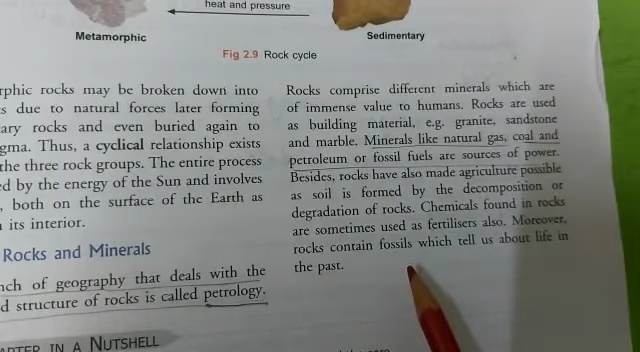 heat and pressure
Metamorphic
Sedimentary
Fig 2.9 Rock cycle
rphic rocks may be broken down into
s due to natural forces later forming
ary rocks and even buried again to
gma. Thus, a cyclical relationship exists
the three rock groups. The entire process
ed by the energy of the Sun and involves
, both on the surface of the Earth as
its interior.
Rocks and Minerals
nch of geography that deals with the
d structure of rocks is called petrology.
APTER IN A NUTSHELL
Rocks comprise different minerals which are
of immense value to humans. Rocks are used
as building material, e.g. granite, sandstone
and marble. Minerals like natural gas, coal and
petroleum or fossil fuels are sources of power.
Besides, rocks have also made agriculture possible
as soil is formed by the decomposition or
degradation of rocks. Chemicals found in rocks
are sometimes used as fertilisers also. Moreover,
rocks contain fossils which tell us about life in
the past.